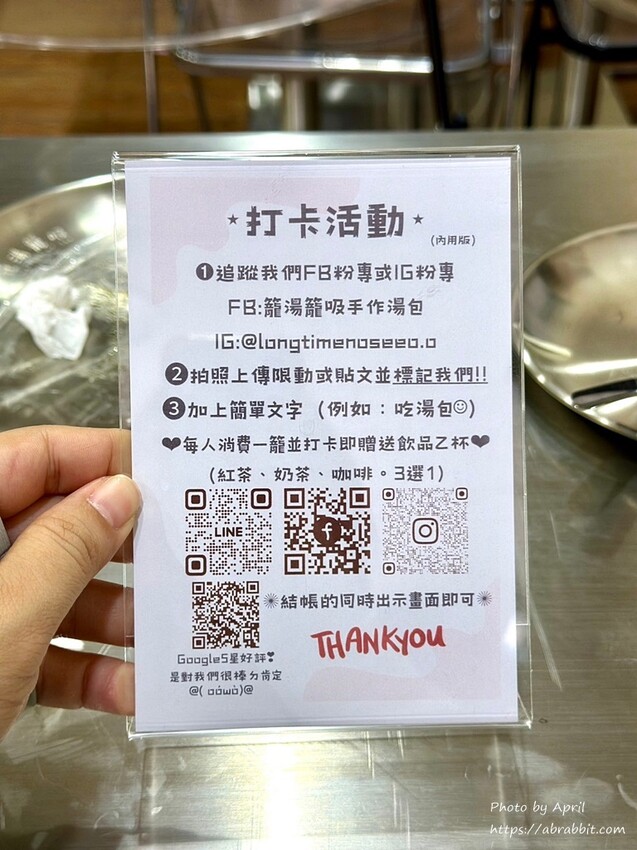 ★打卡活動★
(內用版)
❶追蹤我們FB粉專或IG粉專
FB:籠湯籠吸手作湯包
IG:@longtimenoseeo.o
❷拍照上傳限動或貼文並標記我們!!
❸加上簡單文字（例如：吃湯包☺）
❤每人消費一籠並打卡即贈送飲品乙杯❤
(紅茶、奶茶、咖啡。3選1)
LINE
✺結帳的同時出示畫面即可✺
THANKYOU
Google5星好評❣
是對我們很棒ㄉ肯定
@( oówò)@
Photo by April
https://abrabbit.com